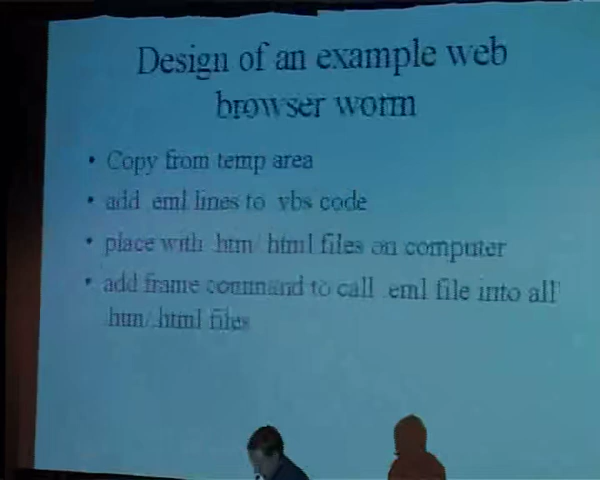 Design of an example web
browser worm
• Copy from temp area
• add .eml lines to .vbs code
• place with .htm/.html files on computer
• add frame command to call .eml file into all
.htm/.html files